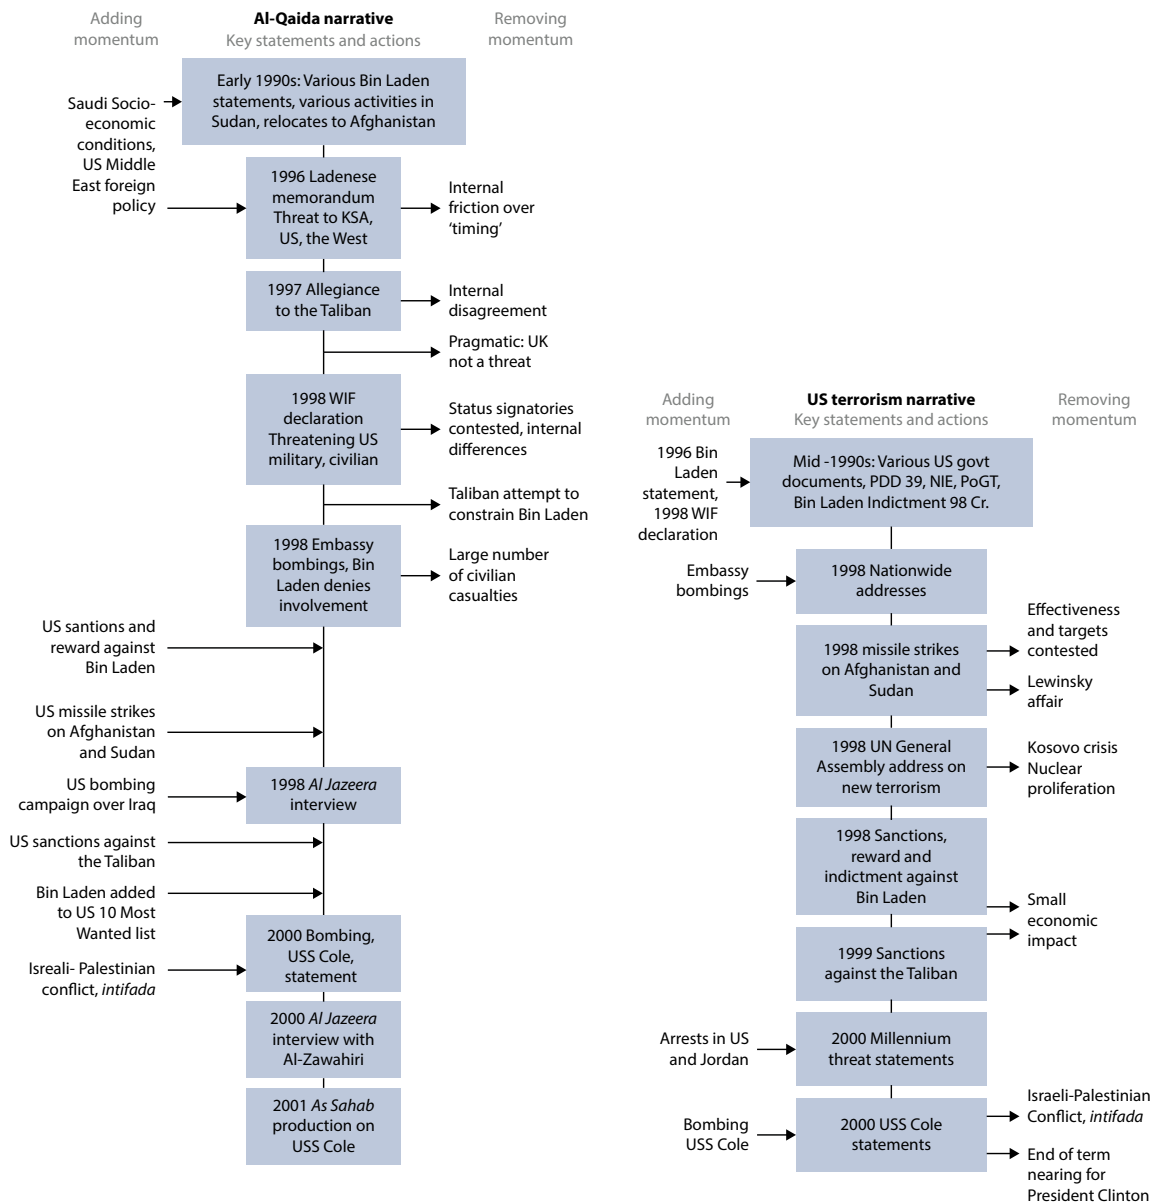 Adding
momentum
Al-Qaida narrative
Key statements and actions
Removing
momentum
Early 1990s: Various Bin Laden
statements, various activities in
Sudan, relocates to Afghanistan
Saudi Socio-
economic
conditions,
US Middle
East foreign
policy
1996 Ladenese
memorandum
Threat to KSA,
US, the West
Internal
friction over
‘timing’
1997 Allegiance
to the Taliban
Internal
disagreement
Pragmatic: UK
not a threat
1998 WIF
declaration
Threatening US
military, civilian
Status signatories
contested, internal
differences
Taliban attempt to
constrain Bin Laden
1998 Embassy
bombings, Bin
Laden denies
involvement
Large number
of civilian
casualties
US santions and
reward against
Bin Laden
US missile strikes
on Afghanistan
and Sudan
US bombing
campaign over Iraq
1998 Al Jazeera
interview
US sanctions against
the Taliban
Bin Laden added
to US 10 Most
Wanted list
2000 Bombing,
USS Cole,
statement
Isreali- Palestinian
conflict, intifada
2000 Al Jazeera
interview with
Al-Zawahiri
2001 As Sahab
production on
USS Cole
Adding
momentum
US terrorism narrative
Key statements and actions
Removing
momentum
1996 Bin
Laden
statement,
1998 WIF
declaration
Mid -1990s: Various US govt
documents, PDD 39, NIE, PoGT,
Bin Laden Indictment 98 Cr.
Embassy
bombings
1998 Nationwide
addresses
1998 missile strikes
on Afghanistan and
Sudan
Effectiveness
and targets
contested
Lewinsky
affair
1998 UN General
Assembly address on
new terrorism
Kosovo crisis
Nuclear
proliferation
1998 Sanctions,
reward and
indictment against
Bin Laden
Small
economic
impact
1999 Sanctions
against the Taliban
Arrests in US
and Jordan
2000 Millennium
threat statements
Bombing
USS Cole
2000 USS Cole
statements
Israeli-Palestinian
Conflict, intifada
End of term
nearing for
President Clinton